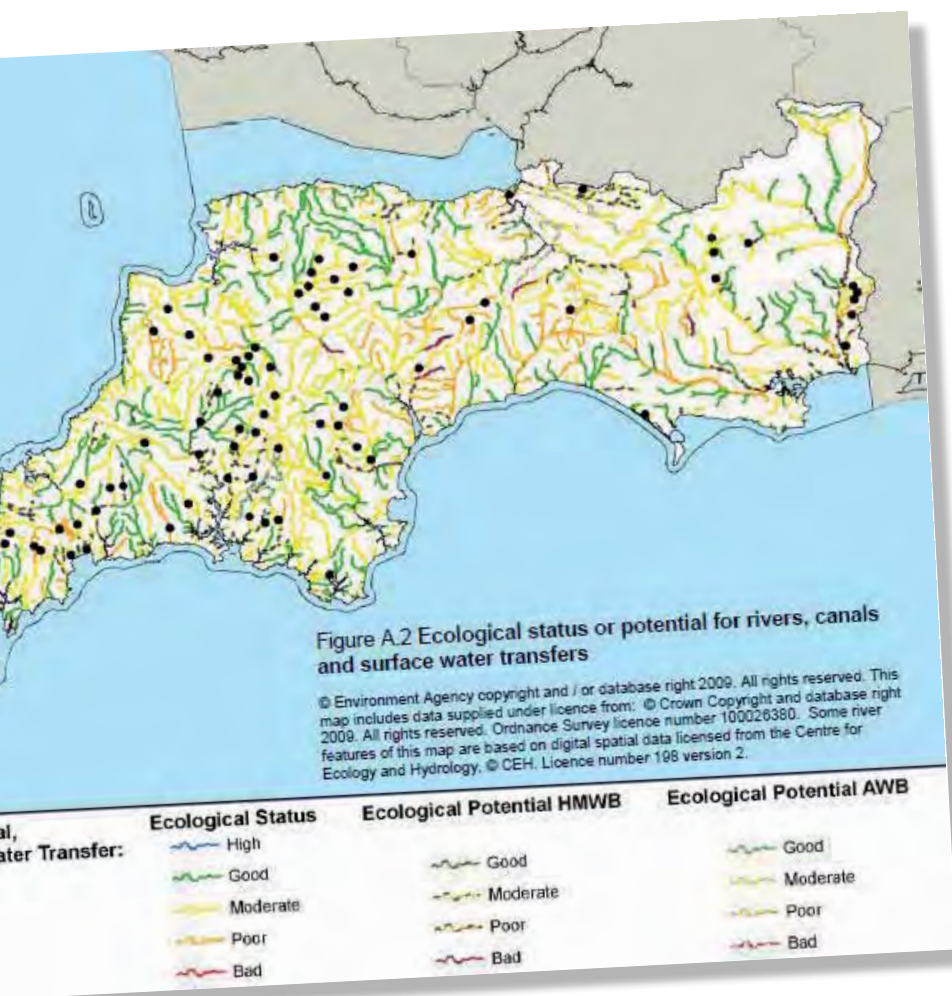 Figure A.2 Ecological status or potential for rivers, canals
and surface water transfers
© Environment Agency copyright and / or database right 2009. All rights reserved. This
map includes data supplied under licence from: © Crown Copyright and database right
2009. All rights reserved. Ordnance Survey licence number 100026380. Some river
features of this map are based on digital spatial data licensed from the Centre for
Ecology and Hydrology, © CEH. Licence number 198 version 2.
al,
ater Transfer:
Ecological Status
High
Good
Moderate
Poor
Bad
Ecological Potential HMWB
Good
Moderate
Poor
Bad
Ecological Potential AWB
Good
Moderate
Poor
Bad